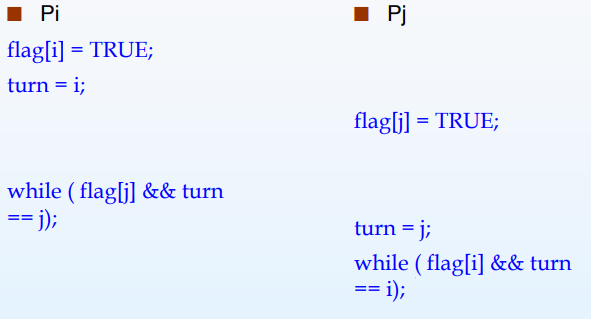 Pi
flag[i] = TRUE;
turn = i;
while ( flag[j] && turn
== j);
Pj
flag[j] = TRUE;
turn = j;
while ( flag[i] && turn
== i);